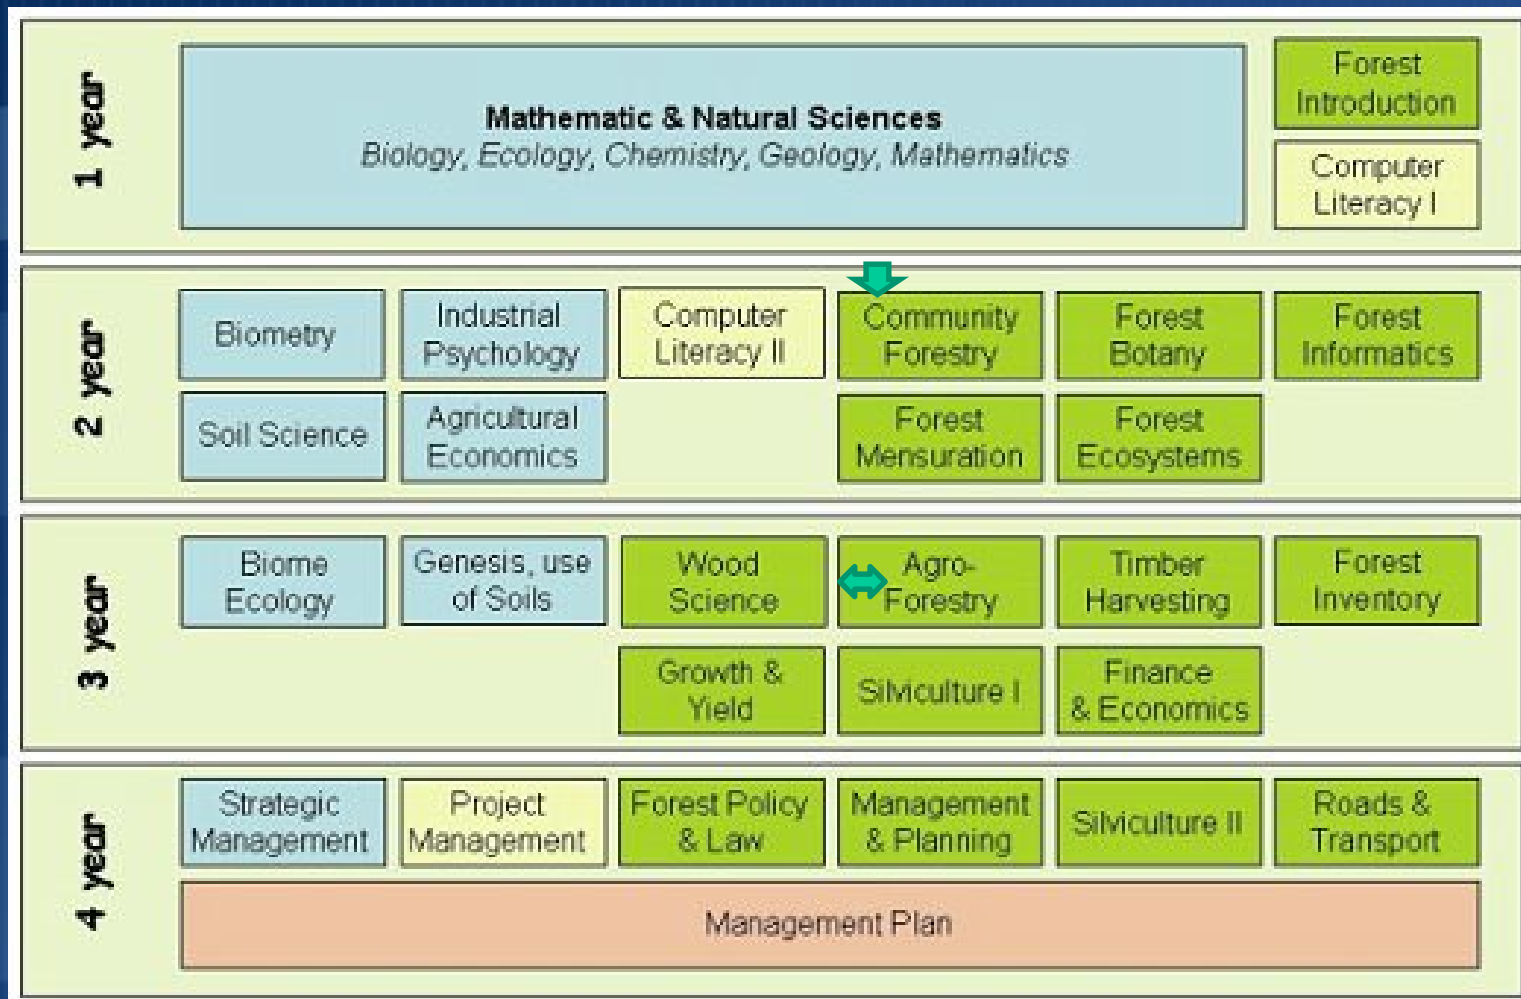 1 year
Mathematic & Natural Sciences
Biology, Ecology, Chemistry, Geology, Mathematics
Forest
Introduction
Computer
Literacy I
2 year
Biometry
Industrial
Psychology
Computer
Literacy II
Community
Forestry
Forest
Botany
Forest
Informatics
Soil Science
Agricultural
Economics
Forest
Mensuration
Forest
Ecosystems
3 year
Biome
Ecology
Genesis, use
of Soils
Wood
Science
Agro-
Forestry
Timber
Harvesting
Forest
Inventory
Growth &
Yield
Silviculture I
Finance
& Economics
4 year
Strategic
Management
Project
Management
Forest Policy
& Law
Management
& Planning
Silviculture II
Roads &
Transport
Management Plan